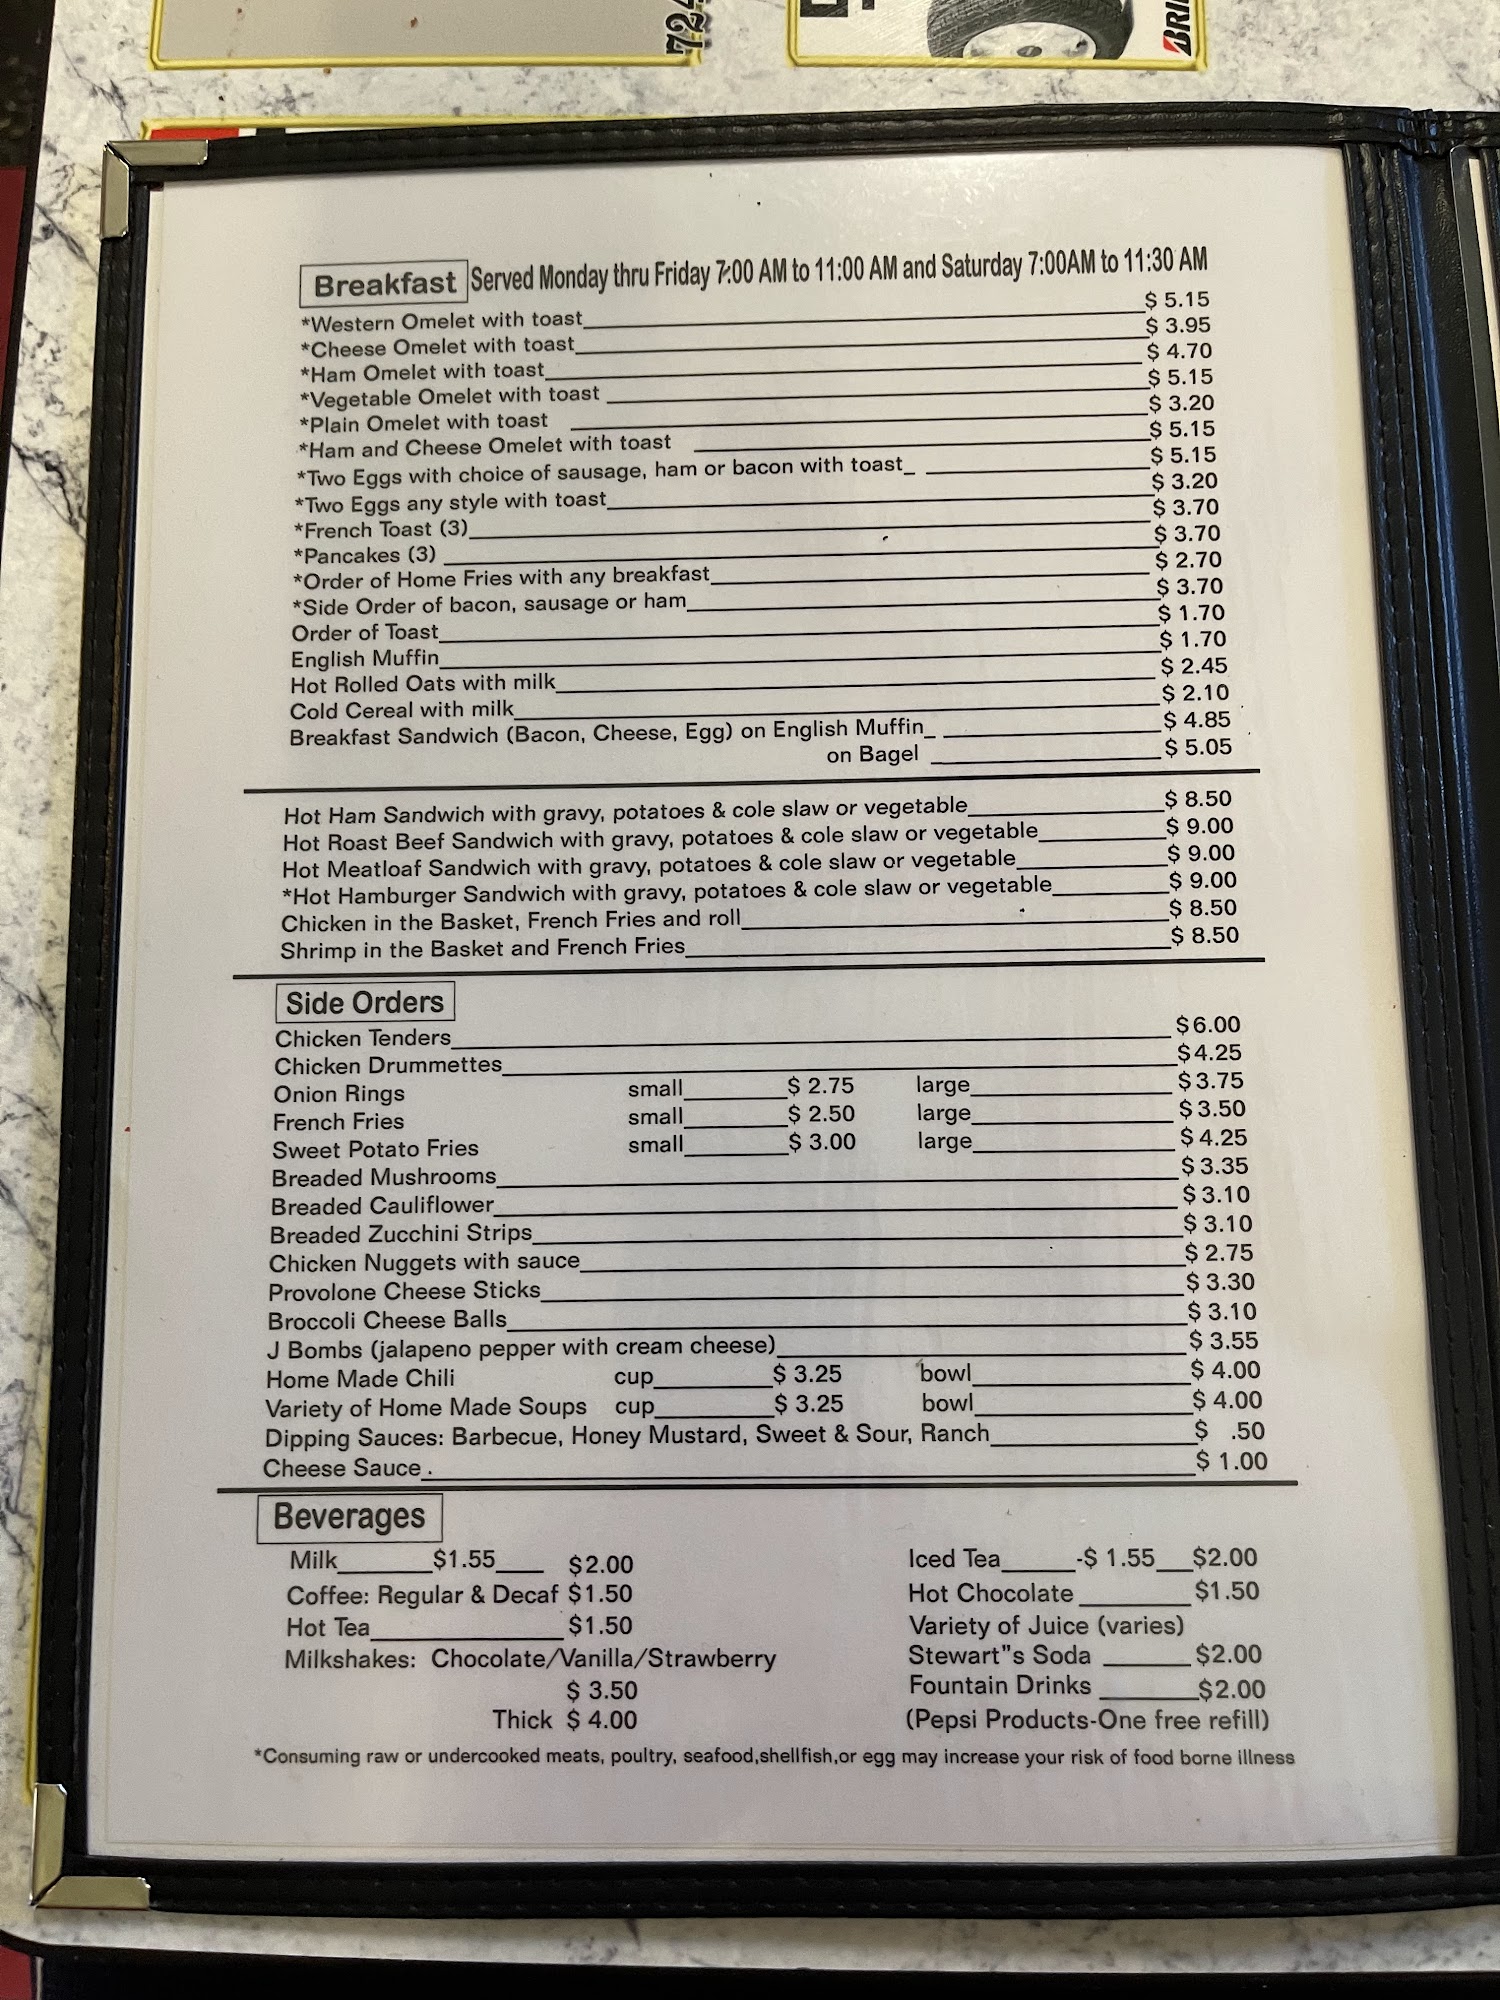 724
BRI
Breakfast Served Monday thru Friday 7:00 AM to 11:00 AM and Saturday 7:00AM to 11:30 AM
*Western Omelet with toast $ 5.15
*Cheese Omelet with toast $ 3.95
*Ham Omelet with toast $ 4.70
*Vegetable Omelet with toast $ 5.15
*Plain Omelet with toast $ 3.20
*Ham and Cheese Omelet with toast $ 5.15
*Two Eggs with choice of sausage, ham or bacon with toast $ 5.15
*Two Eggs any style with toast $ 3.20
*French Toast (3) $ 3.70
*Pancakes (3) $ 3.70
*Order of Home Fries with any breakfast $ 2.70
*Side Order of bacon, sausage or ham $ 3.70
Order of Toast $ 1.70
English Muffin $ 1.70
Hot Rolled Oats with milk $ 2.45
Cold Cereal with milk $ 2.10
Breakfast Sandwich (Bacon, Cheese, Egg) on English Muffin $ 4.85
on Bagel $ 5.05
Hot Ham Sandwich with gravy, potatoes & cole slaw or vegetable $ 8.50
Hot Roast Beef Sandwich with gravy, potatoes & cole slaw or vegetable $ 9.00
Hot Meatloaf Sandwich with gravy, potatoes & cole slaw or vegetable $ 9.00
*Hot Hamburger Sandwich with gravy, potatoes & cole slaw or vegetable $ 9.00
Chicken in the Basket, French Fries and roll $ 8.50
Shrimp in the Basket and French Fries $ 8.50
Side Orders
Chicken Tenders $6.00
Chicken Drummettes $4.25
Onion Rings small $ 2.75 large $3.75
French Fries small $ 2.50 large $3.50
Sweet Potato Fries small $ 3.00 large $ 4.25
Breaded Mushrooms $ 3.35
Breaded Cauliflower $ 3.10
Breaded Zucchini Strips $ 3.10
Chicken Nuggets with sauce $ 2.75
Provolone Cheese Sticks $ 3.30
Broccoli Cheese Balls $ 3.10
J Bombs (jalapeno pepper with cream cheese) $ 3.55
Home Made Chili cup $ 3.25 bowl $ 4.00
Variety of Home Made Soups cup $ 3.25 bowl $ 4.00
Dipping Sauces: Barbecue, Honey Mustard, Sweet & Sour, Ranch $ .50
Cheese Sauce . $ 1.00
Beverages
Milk $1.55 $2.00
Coffee: Regular & Decaf $1.50
Hot Tea $1.50
Milkshakes: Chocolate/Vanilla/Strawberry
$ 3.50
Thick $ 4.00
Iced Tea -$ 1.55 $2.00
Hot Chocolate $1.50
Variety of Juice (varies)
Stewart"s Soda $2.00
Fountain Drinks $2.00
(Pepsi Products-One free refill)
*Consuming raw or undercooked meats, poultry, seafood,shellfish,or egg may increase your risk of food borne illness